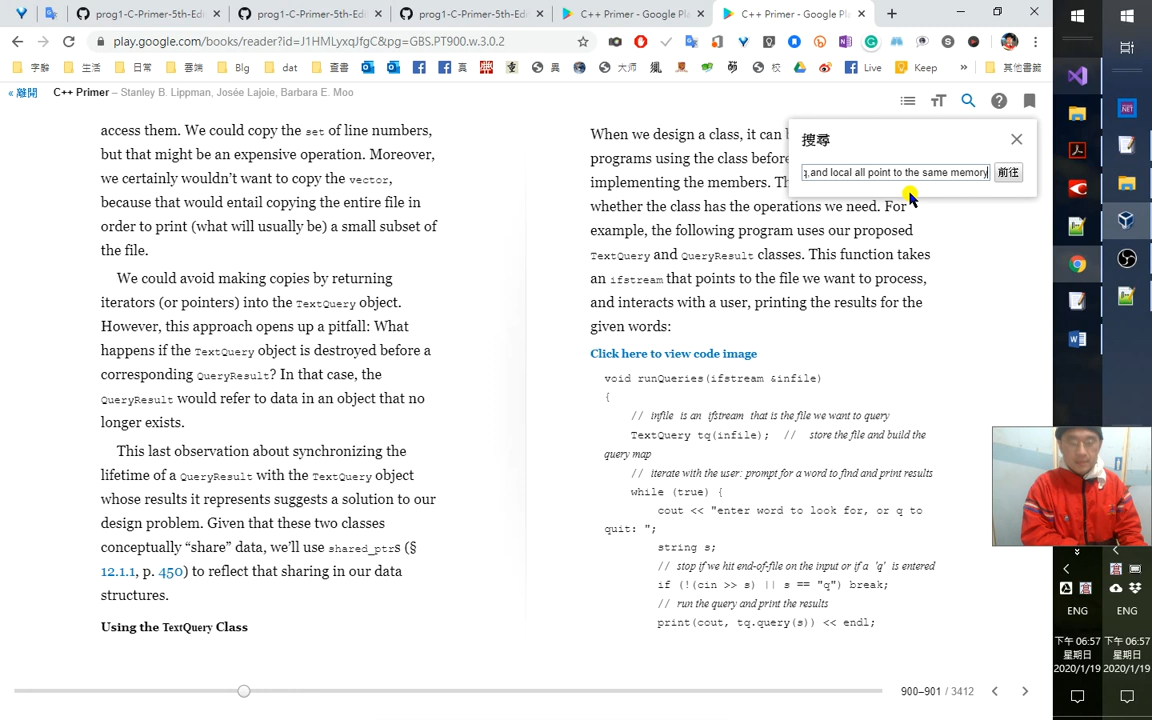 prog1-C-Primer-5th-Edi
prog1-C-Primer-5th-Edi
prog1-C-Primer-5th-Edi
C++ Primer - Google Pla
C++ Primer - Google Pla
play.google.com/books/reader?id=J1HMLyxqJfgC&pg=GBS.PT900.w.3.0.2
字辭
生活
日常
雲端
Blg
dat
查書
真
異
大师
萌
校
Live
Keep
»
其他書籤
« 離開
C++ Primer – Stanley B. Lippman, Josée Lajoie, Barbara E. Moo
access them. We could copy the set of line numbers,
but that might be an expensive operation. Moreover,
we certainly wouldn’t want to copy the vector,
because that would entail copying the entire file in
order to print (what will usually be) a small subset of
the file.
We could avoid making copies by returning
iterators (or pointers) into the TextQuery object.
However, this approach opens up a pitfall: What
happens if the TextQuery object is destroyed before a
corresponding QueryResult? In that case, the
QueryResult would refer to data in an object that no
longer exists.
This last observation about synchronizing the
lifetime of a QueryResult with the TextQuery object
whose results it represents suggests a solution to our
design problem. Given that these two classes
conceptually “share” data, we’ll use shared_ptrs (§
12.1.1, p. 450) to reflect that sharing in our data
structures.
Using the TextQuery Class
When we design a class, it can b
programs using the class before
implementing the members. Th
whether the class has the operations we need. For
example, the following program uses our proposed
TextQuery and QueryResult classes. This function takes
an ifstream that points to the file we want to process,
and interacts with a user, printing the results for the
given words:
Click here to view code image
void runQueries(ifstream &infile)
{
// infile is an ifstream that is the file we want to query
TextQuery tq(infile); // store the file and build the
query map
// iterate with the user: prompt for a word to find and print results
while (true) {
cout << "enter word to look for, or q to
quit: ";
string s;
// stop if we hit end-of-file on the input or if a 'q' is entered
if (!(cin >> s) || s == "q") break;
// run the query and print the results
print(cout, tq.query(s)) << endl;
搜尋
,and local all point to the same memory
前往
900–901 / 3412
ENG
ENG
下午 06:57
星期日
2020/1/19
下午 06:57
星期日
2020/1/19